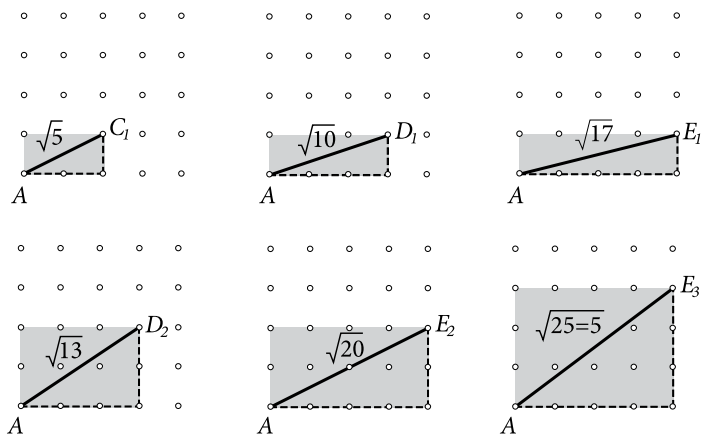 √5 C₁
A
√10 D₁
A
√17 E₁
A
√13 D₂
A
√20 E₂
A
√25=5 E₃
A